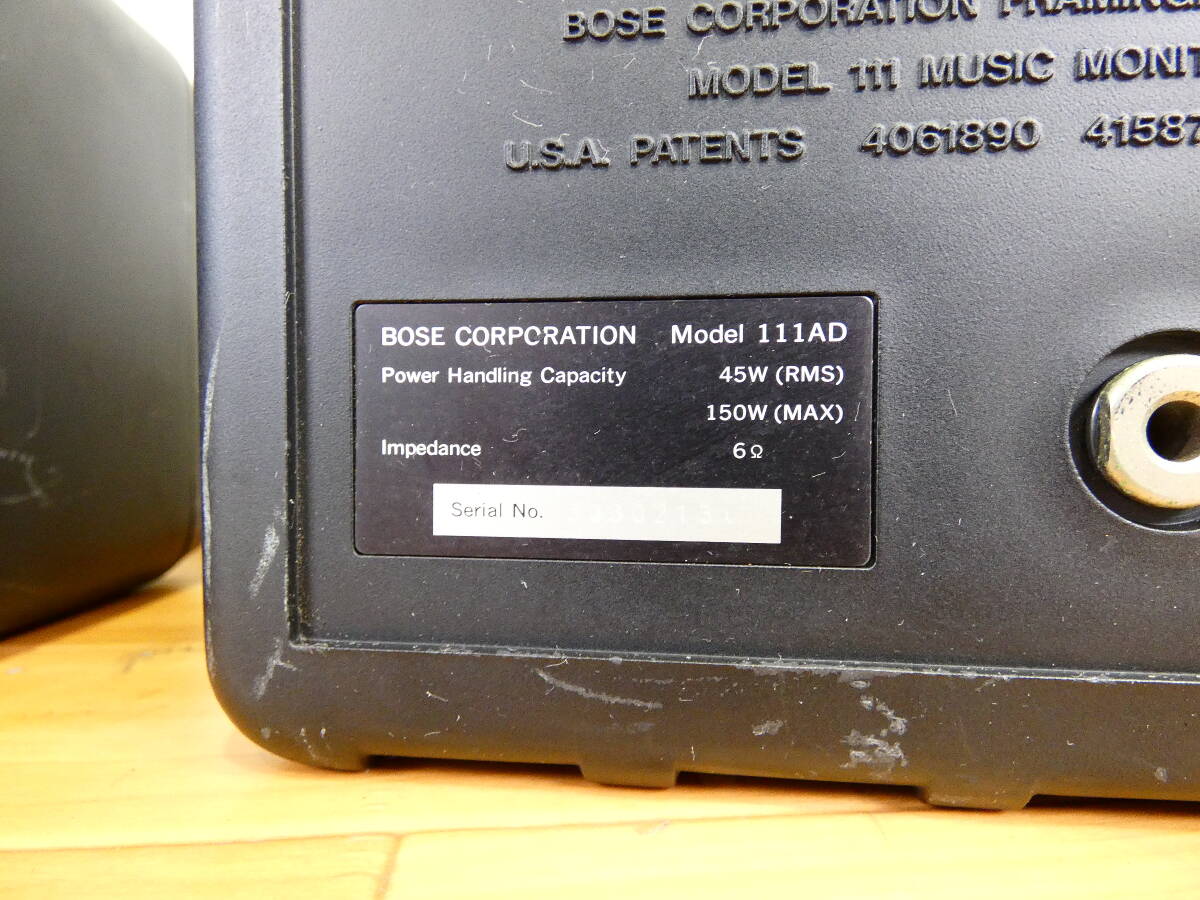 BOSE CORPORATION
MODEL 111 MUSIC
U.S.A. PATENTS 4061890
BOSE CORPORATION Model 111AD
Power Handling Capacity 45W (RMS)
150W (MAX)
Impedance 6Ω
Serial No.